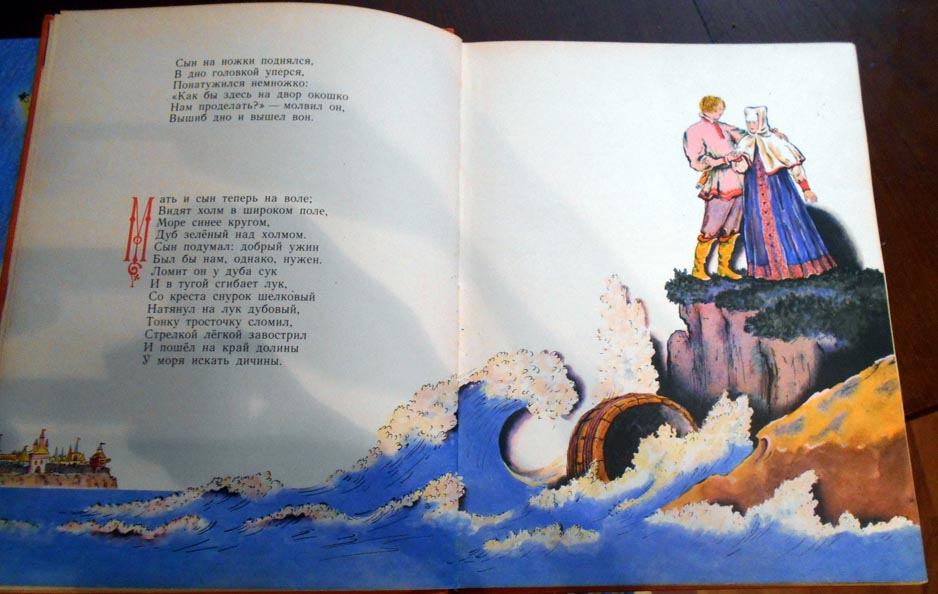 Сын на ножки поднялся,
В дно головкой уперся,
Понатужился немножко:
«Как бы здесь на двор окошко
Нам проделать?» — молвил он,
Вышиб дно и вышел вон.
Мать и сын теперь на воле;
Видят холм в широком поле,
Море синее кругом,
Дуб зелёный над холмом.
Сын подумал: добрый ужин
Был бы нам, однако, нужен.
Ломит он у дуба сук
И в тугой сгибает лук,
Со креста снурок шелковый
Натянул на лук дубовый,
Тонку тросточку сломил,
Стрелкой лёгкой завострил
И пошёл на край долины
У моря искать дичины.